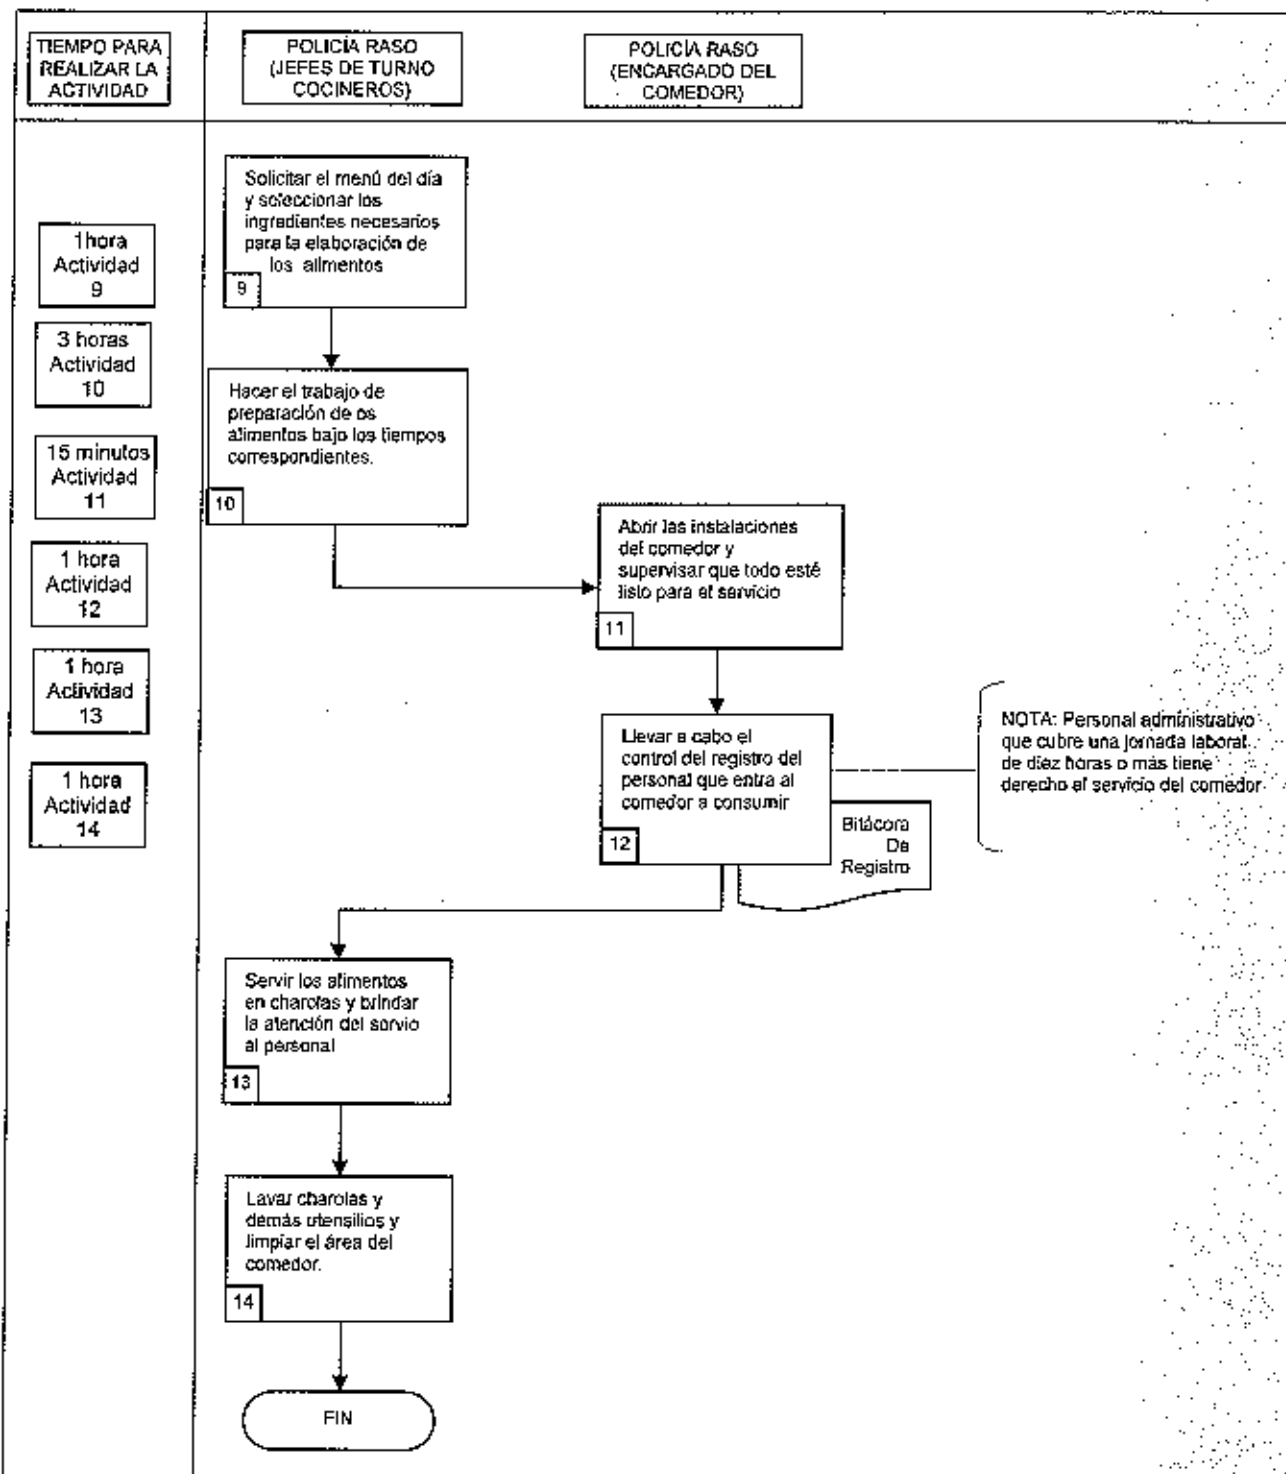 TIEMPO PARA
REALIZAR LA
ACTIVIDAD
POLICÍA RASO
(JEFES DE TURNO
COCINEROS)
POLICÍA RASO
(ENCARGADO DEL
COMEDOR)
1hora
Actividad
9
3 horas
Actividad
10
15 minutos
Actividad
11
1 hora
Actividad
12
1 hora
Actividad
13
1 hora
Actividad
14
Solicitar el menú del día
y seleccionar los
ingredientes necesarios
para la elaboración de
los alimentos
9
Hacer el trabajo de
preparación de os
alimentos bajo los tiempos
correspondientes.
10
Abrir las instalaciones
del comedor y
supervisar que todo esté
listo para el servicio
11
Llevar a cabo el
control del registro del
personal que entra al
comedor a consumir
12
Bitácora
De
Registro
NOTA: Personal administrativo
que cubre una jornada laboral
de diez horas o más tiene
derecho al servicio del comedor
Servir los alimentos
en charolas y brindar
la atención del servio
al personal
13
Lavar charolas y
demás utensilios y
limpiar el área del
comedor.
14
FIN